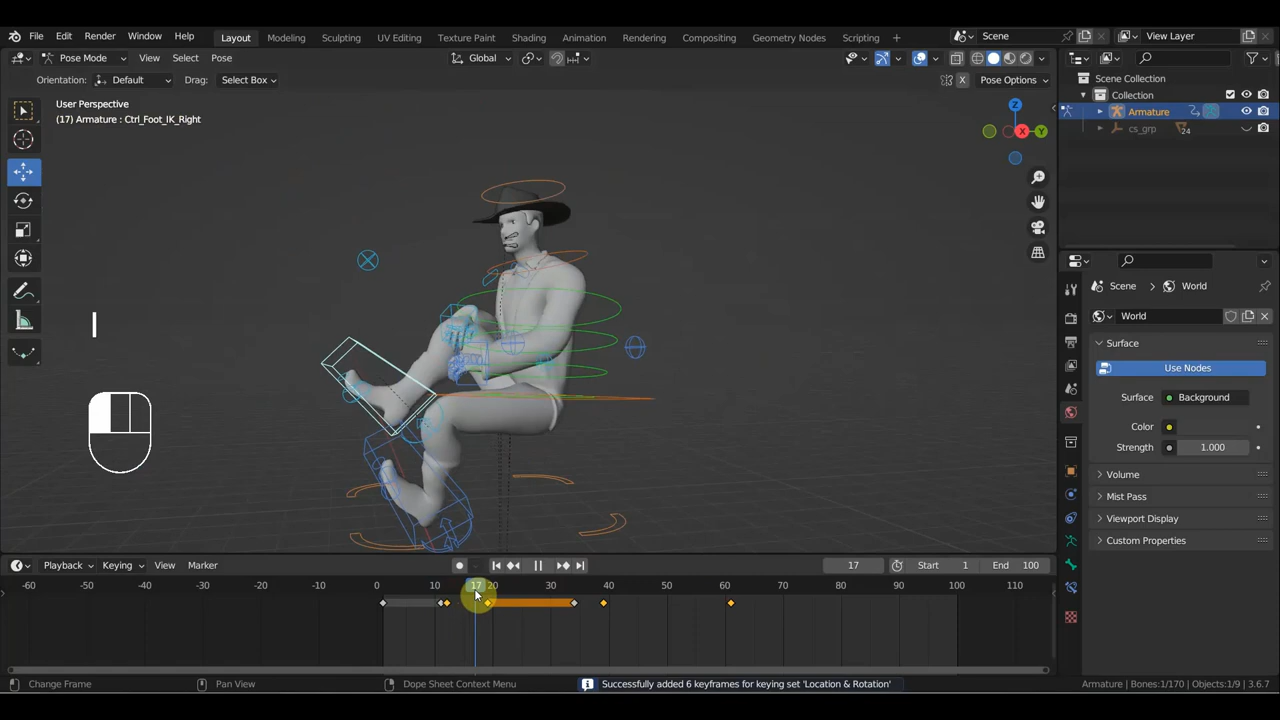 File Edit Render Window Help Layout Modeling Sculpting UV Editing Texture Paint Shading Animation Rendering Compositing Geometry Nodes Scripting + Scene View Layer
Pose Mode View Select Pose Global
Orientation: Default Drag: Select Box X Pose Options
Scene Collection
Collection
Armature
cs_grp 24
User Perspective
(17) Armature : Ctrl_Foot_IK_Right
Z
X Y
I
Scene World
World
Surface
Use Nodes
Surface Background
Color
Strength 1.000
Volume
Mist Pass
Viewport Display
Custom Properties
Playback Keying View Marker 17 Start 1 End 100
-60 -50 -40 -30 -20 -10 0 10 17 20 30 40 50 60 70 80 90 100 110
Change Frame Pan View Dope Sheet Context Menu Successfully added 6 keyframes for keying set 'Location & Rotation' Armature | Bones:1/170 | Objects:1/9 | 3.6.7